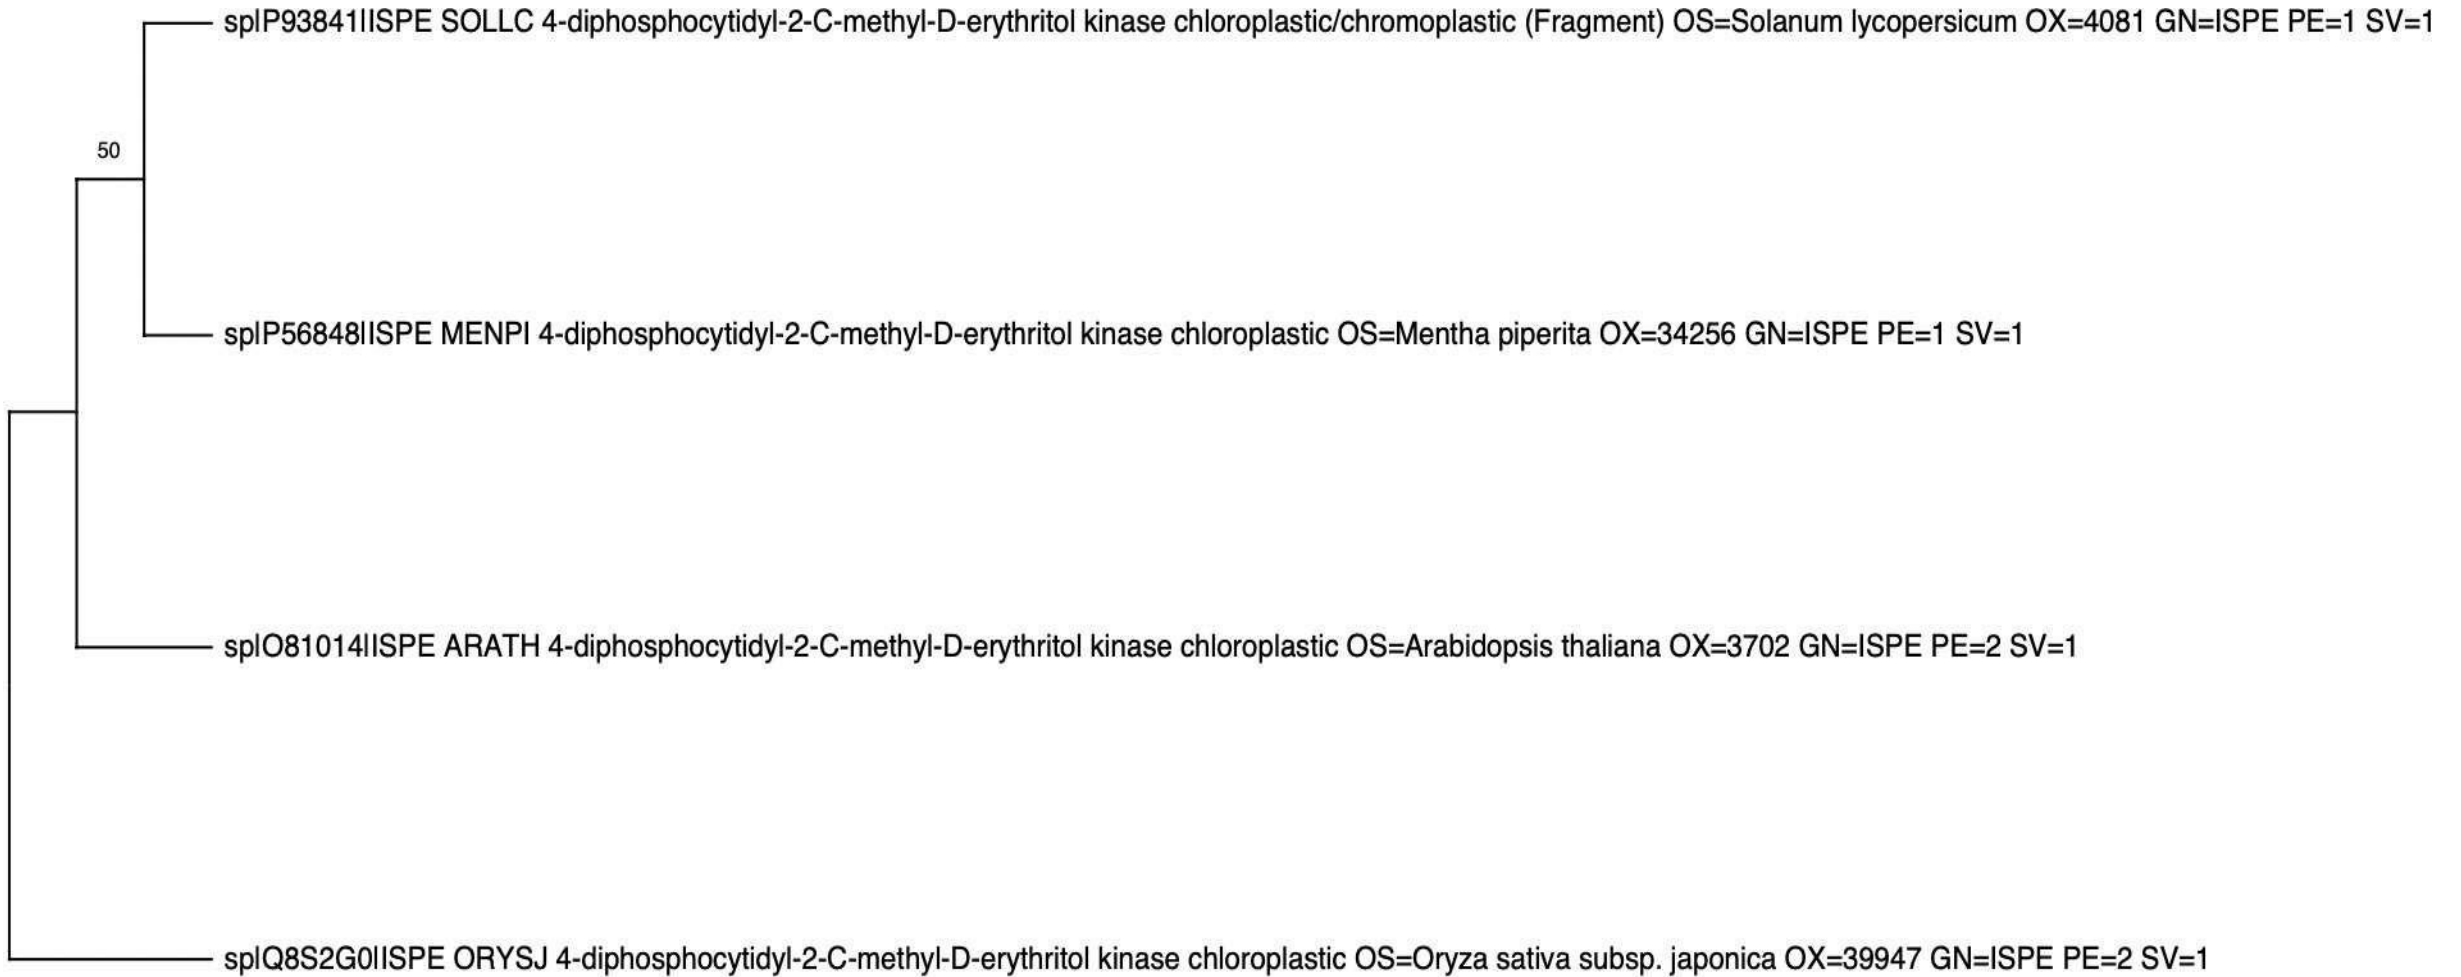 sp|P93841|ISPE SOLLC 4-diphosphocytidyl-2-C-methyl-D-erythritol kinase chloroplastic/chromoplastic (Fragment) OS=Solanum lycopersicum OX=4081 GN=ISPE PE=1 SV=1
50
sp|P56848|ISPE MENPI 4-diphosphocytidyl-2-C-methyl-D-erythritol kinase chloroplastic OS=Mentha piperita OX=34256 GN=ISPE PE=1 SV=1
sp|O81014|ISPE ARATH 4-diphosphocytidyl-2-C-methyl-D-erythritol kinase chloroplastic OS=Arabidopsis thaliana OX=3702 GN=ISPE PE=2 SV=1
sp|Q8S2G0|ISPE ORYSJ 4-diphosphocytidyl-2-C-methyl-D-erythritol kinase chloroplastic OS=Oryza sativa subsp. japonica OX=39947 GN=ISPE PE=2 SV=1